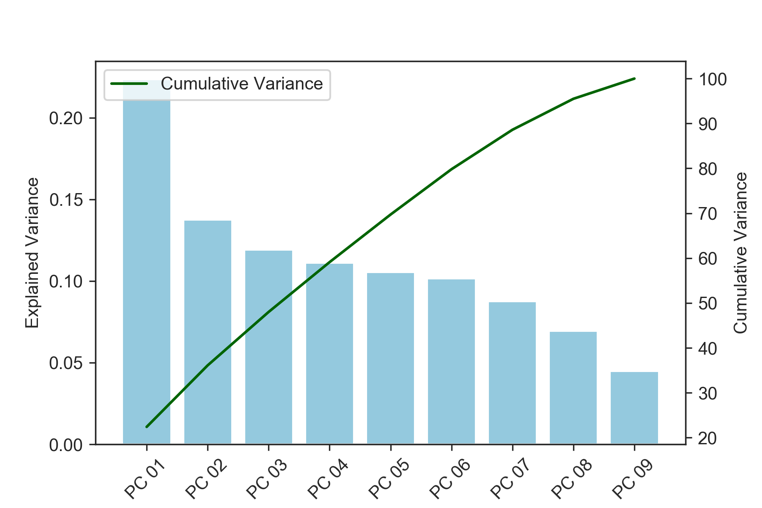 Cumulative Variance
Explained Variance
0.20
0.15
0.10
0.05
0.00
100
90
80
70
60
50
40
30
20
Cumulative Variance
PC 01
PC 02
PC 03
PC 04
PC 05
PC 06
PC 07
PC 08
PC 09